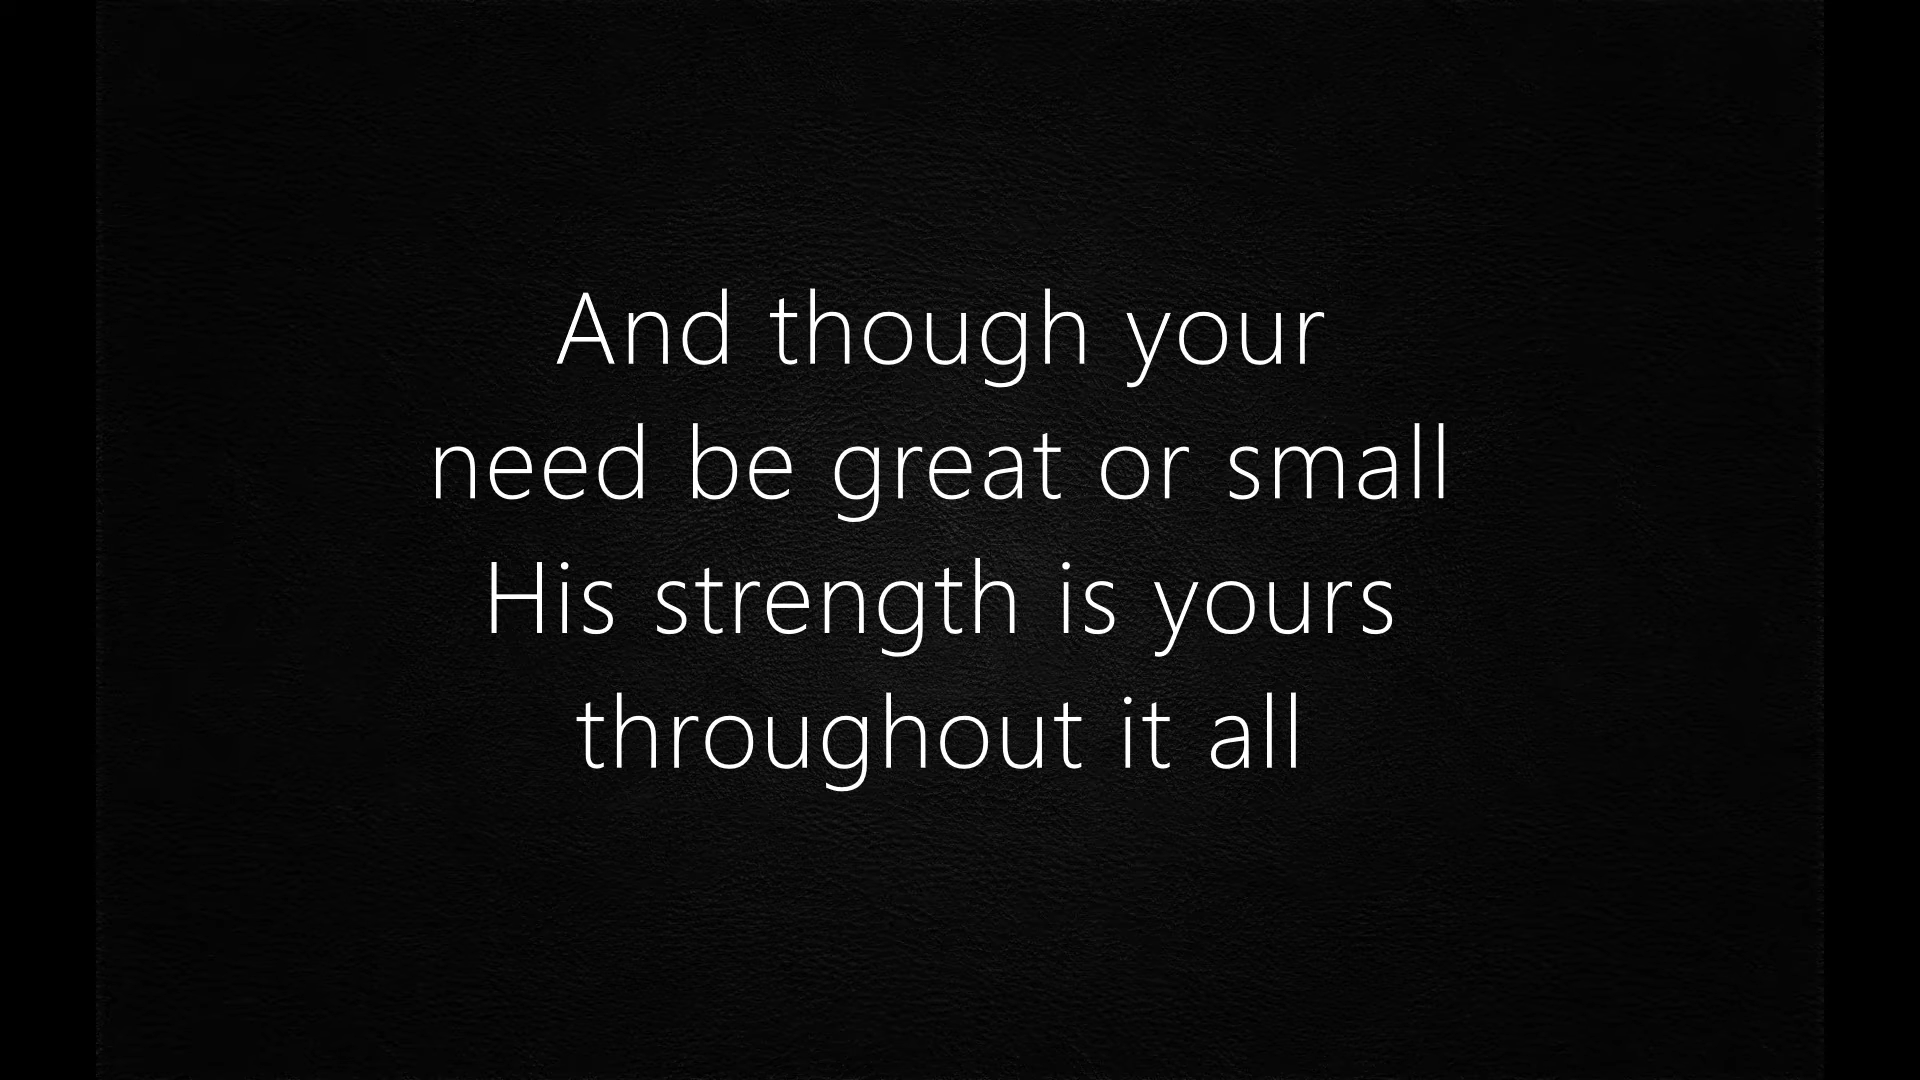 And though your
need be great or small
His strength is yours
throughout it all